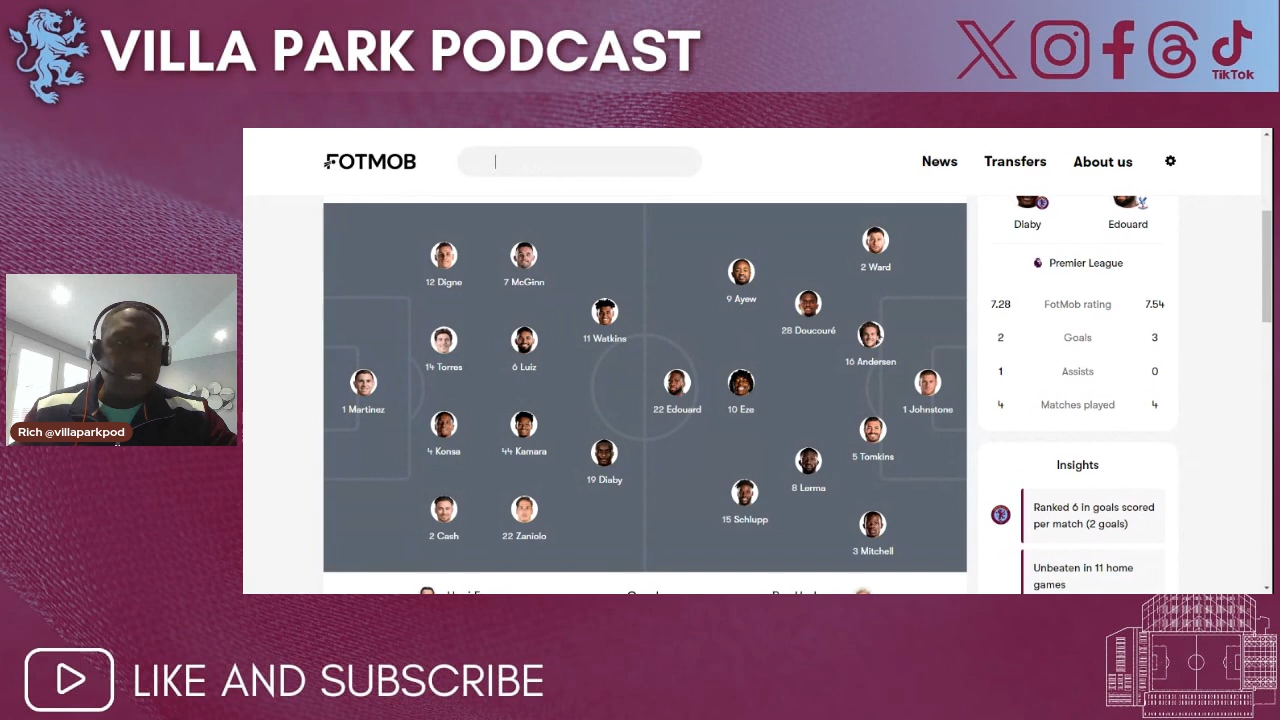 VILLA PARK PODCAST
TikTok
FOTMOB
News
Transfers
About us
Diaby
Edouard
Premier League
7.28 FotMob rating 7.54
2 Goals 3
1 Assists 0
4 Matches played 4
Insights
Ranked 6 in goals scored
per match (2 goals)
Unbeaten in 11 home
games
12 Digne
7 McGinn
11 Watkins
14 Torres
6 Luiz
1 Martinez
4 Konsa
44 Kamara
19 Diaby
2 Cash
22 Zaniolo
2 Ward
9 Ayew
28 Doucouré
16 Andersen
22 Edouard
10 Eze
1 Johnstone
5 Tomkins
8 Lerma
15 Schlupp
3 Mitchell
Rich @villaparkpod
LIKE AND SUBSCRIBE